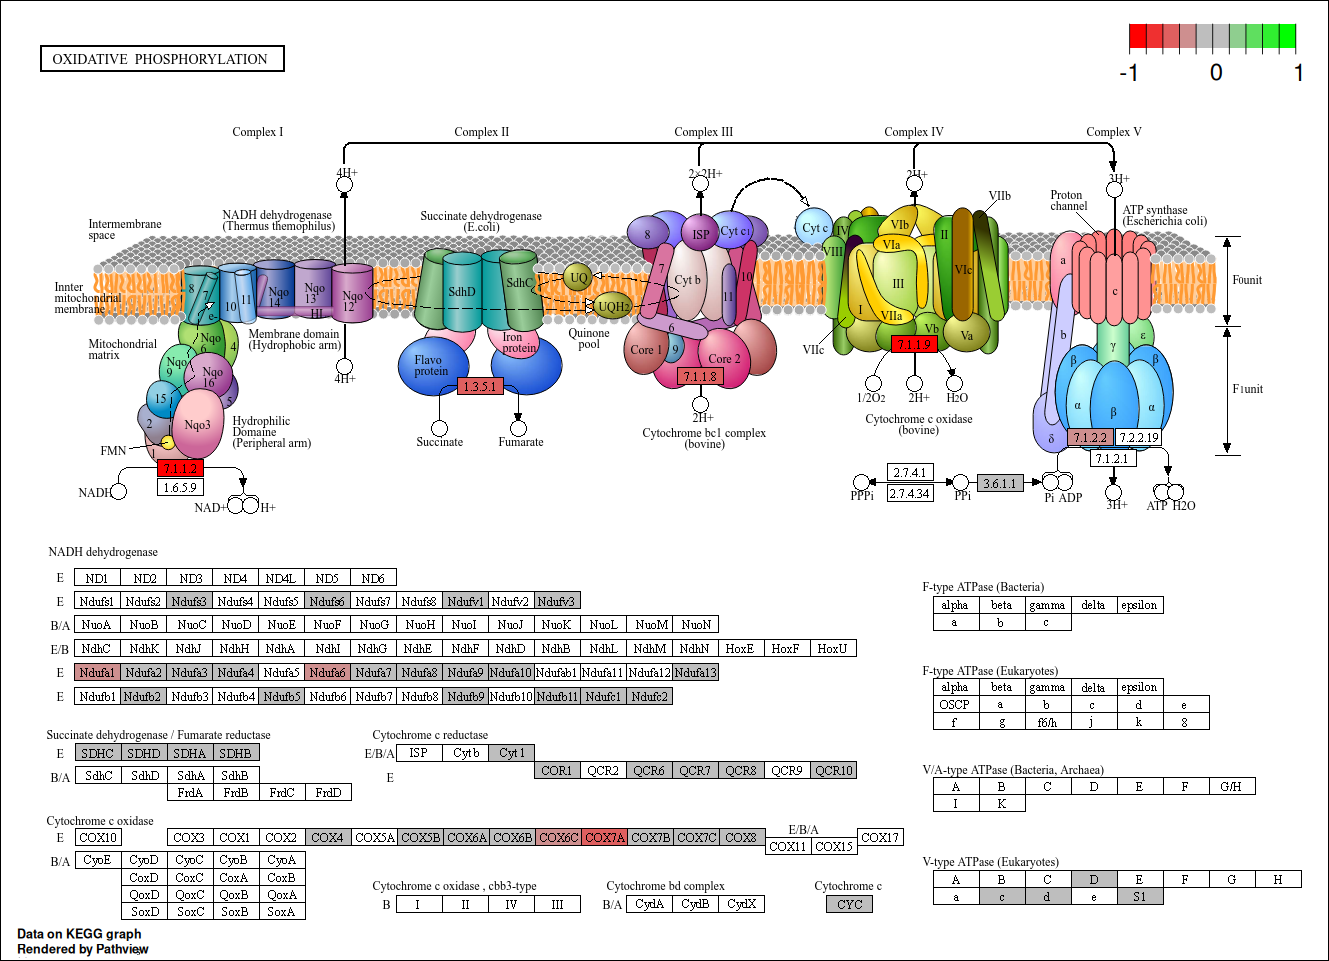 OXIDATIVE PHOSPHORYLATION
-1 0 1
Complex I Complex II Complex III Complex IV Complex V
4H+ 2×2H+ 2H+ 3H+
Intermembrane
space
NADH dehydrogenase
(Thermus themophilus)
Succinate dehydrogenase
(E.coli)
VIIb
Proton
channel
ATP synthase
(Escherichia coli)
8 ISP Cyt c1 Cyt c IV VIII VIb VIa II VIc a
Innter
mitochondrial
membrane
8 7 e- 10 11 Nqo
14 Nqo
13 HI Nqo
12 SdhD SdhC UQ UQH2 7 Cyt b 11 10 III I VIIa c
F0unit
Mitochondrial
matrix
Nqo
6 4 Membrane domain
(Hydrophobic arm)
Iron
protein
Quinone
pool
6 VIIc Vb Va b γ ε
Nqo
9 Nqo
16 5 15 2 Nqo3
4H+
Flavo
protein
Core 1 9 Core 2 7.1.1.9
β β α β α δ
F1unit
1.3.5.1 7.1.1.8
1/2O2 2H+ H2O
2H+
Succinate Fumarate
Cytochrome bc1 complex
(bovine)
Cytochrome c oxidase
(bovine)
Hydrophilic
Domaine
(Peripheral arm)
FMN
7.1.1.2
1.6.5.9
NADH NAD+ H+
7.1.2.2 7.2.2.19
7.1.2.1
2.7.4.1
2.7.4.34
3.6.1.1
PPPi PPi Pi ADP 3H+ ATP H2O
NADH dehydrogenase
E ND1 ND2 ND3 ND4 ND4L ND5 ND6
E Ndufs1 Ndufs2 Ndufs3 Ndufs4 Ndufs5 Ndufs6 Ndufs7 Ndufs8 Ndufv1 Ndufv2 Ndufv3
B/A NuoA NuoB NuoC NuoD NuoE NuoF NuoG NuoH NuoI NuoJ NuoK NuoL NuoM NuoN
E/B NdhC NdhK NdhJ NdhH NdhA NdhI NdhG NdhE NdhF NdhD NdhB NdhL NdhM NdhN HoxE HoxF HoxU
E Ndufa1 Ndufa2 Ndufa3 Ndufa4 Ndufa5 Ndufa6 Ndufa7 Ndufa8 Ndufa9 Ndufa10 Ndufab1 Ndufa11 Ndufa12 Ndufa13
E Ndufb1 Ndufb2 Ndufb3 Ndufb4 Ndufb5 Ndufb6 Ndufb7 Ndufb8 Ndufb9 Ndufb10 Ndufb11 Ndufc1 Ndufc2
Succinate dehydrogenase / Fumarate reductase
E SDHC SDHD SDHA SDHB
B/A SdhC SdhD SdhA SdhB
FrdA FrdB FrdC FrdD
Cytochrome c reductase
E/B/A ISP Cyt b Cyt 1
E COR1 QCR2 QCR6 QCR7 QCR8 QCR9 QCR10
Cytochrome c oxidase
E COX10 COX3 COX1 COX2 COX4 COX5A COX5B COX6A COX6B COX6C COX7A COX7B COX7C COX8
E/B/A
COX11 COX15
COX17
B/A CyoE CyoD CyoC CyoB CyoA
CoxD CoxC CoxA CoxB
QoxD QoxC QoxB QoxA
SoxD SoxC SoxB SoxA
Cytochrome c oxidase , cbb3-type
B I II IV III
Cytochrome bd complex
B/A CydA CydB CydX
Cytochrome c
CYC
F-type ATPase (Bacteria)
alpha beta gamma delta epsilon
a b c
F-type ATPase (Eukaryotes)
alpha beta gamma delta epsilon
OSCP a b c d e
f g f6/h j k 8
V/A-type ATPase (Bacteria, Archaea)
A B C D E F G/H
I K
V-type ATPase (Eukaryotes)
A B C D E F G H
a c d e S1
Data on KEGG graph
Rendered by Pathview